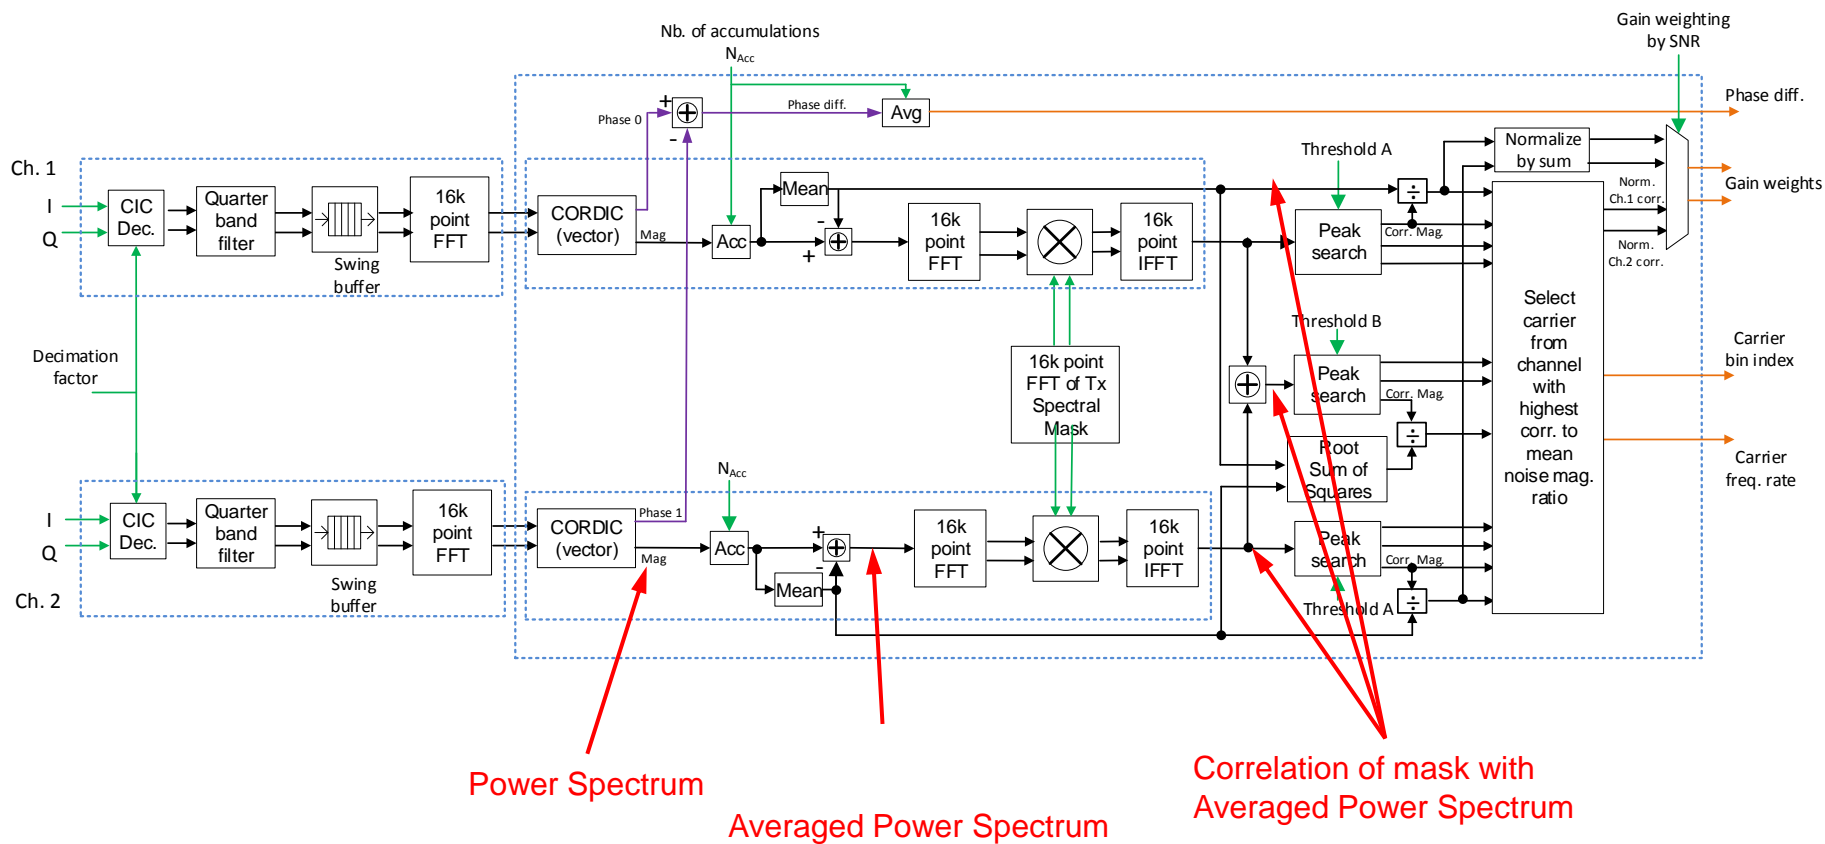 Nb. of accumulations
N_Acc
Gain weighting
by SNR
+
Phase 0
-
Phase diff.
Avg
Phase diff.
Ch. 1
I
Q
CIC
Dec.
Quarter
band
filter
Swing
buffer
16k
point
FFT
CORDIC
(vector)
Mag
Acc
Mean
-
+
16k
point
FFT
16k
point
IFFT
Threshold A
Peak
search
Corr. Mag.
÷
Normalize
by sum
Norm.
Ch.1 corr.
Norm.
Ch.2 corr.
Gain weights
Decimation
factor
16k point
FFT of Tx
Spectral
Mask
Threshold B
Peak
search
Corr. Mag.
÷
Root
Sum of
Squares
Select
carrier
from
channel
with
highest
corr. to
mean
noise mag.
ratio
Carrier
bin index
Carrier
freq. rate
I
Q
Ch. 2
CIC
Dec.
Quarter
band
filter
Swing
buffer
16k
point
FFT
CORDIC
(vector)
Phase 1
Mag
N_Acc
Acc
Mean
+
-
16k
point
FFT
16k
point
IFFT
Peak
search
Corr. Mag.
Threshold A
÷
Power Spectrum
Averaged Power Spectrum
Correlation of mask with
Averaged Power Spectrum